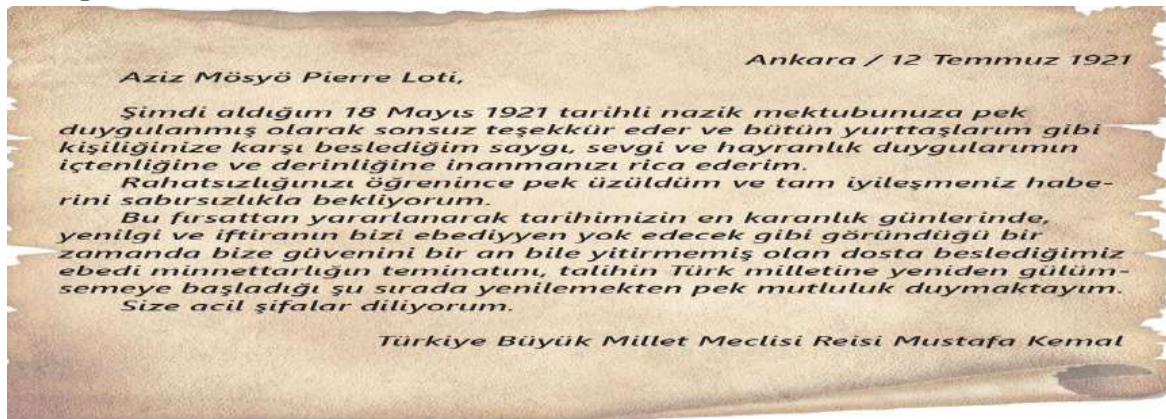 Ankara / 12 Temmuz 1921
Aziz Mösyö Pierre Loti,
Şimdi aldığım 18 Mayıs 1921 tarihli nazik mektubunuza pek
duygulanmış olarak sonsuz teşekkür eder ve bütün yurttaşlarım gibi
kişiliğinize karşı beslediğim saygı, sevgi ve hayranlık duygularımın
içtenliğine ve derinliğine inanmanızı rica ederim.
Rahatsızlığınızı öğrenince pek üzüldüm ve tam iyileşmeniz habe-
rini sabırsızlıkla bekliyorum.
Bu fırsattan yararlanarak tarihimizin en karanlık günlerinde,
yenilgi ve iftiranın bizi ebediyyen yok edecek gibi göründüğü bir
zamanda bize güvenini bir an bile yitirmemiş olan dosta beslediğimiz
ebedi minnettarlığın teminatını, talihin Türk milletine yeniden gülüm-
semeye başladığı şu sırada yenilemekten pek mutluluk duymaktayım.
Size acil şifalar diliyorum.
Türkiye Büyük Millet Meclisi Reisi Mustafa Kemal